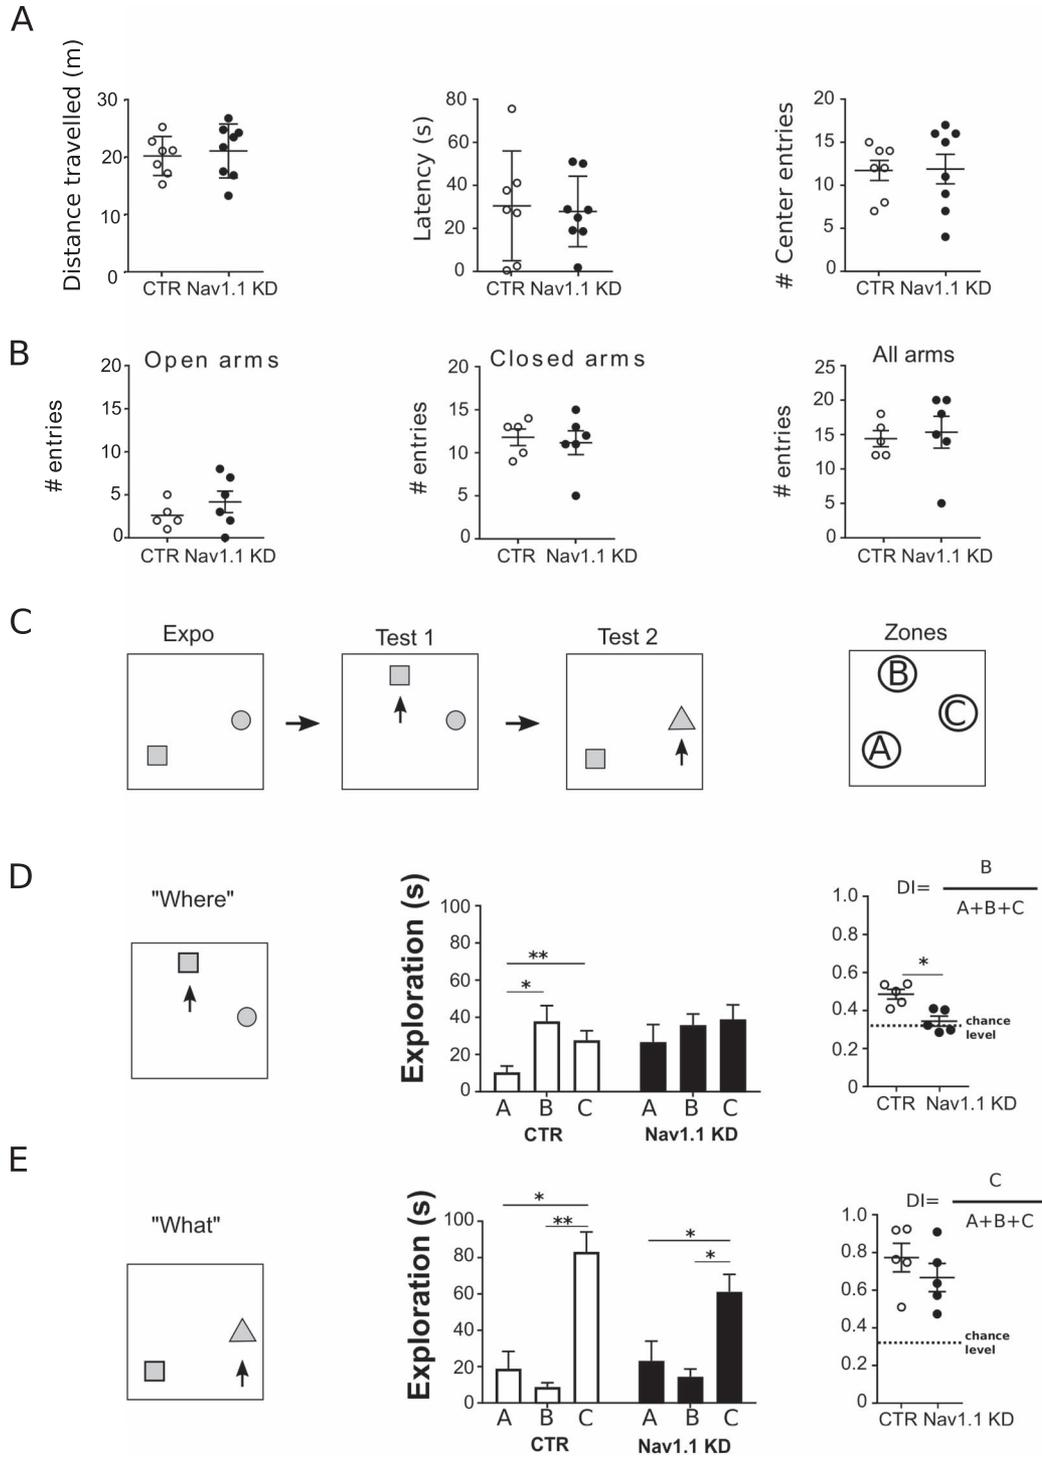 A
Distance travelled (m)
30
20
10
0
CTR Nav1.1 KD
Latency (s)
80
60
40
20
0
CTR Nav1.1 KD
# Center entries
20
15
10
5
0
CTR Nav1.1 KD
B
Open arms
# entries
20
15
10
5
0
CTR Nav1.1 KD
Closed arms
# entries
20
15
10
5
0
CTR Nav1.1 KD
All arms
# entries
25
20
15
10
5
0
CTR Nav1.1 KD
C
Expo
Test 1
Test 2
Zones
B
C
A
D
"Where"
Exploration (s)
100
80
60
40
20
0
**
*
A B C A B C
CTR Nav1.1 KD
DI=
B
A+B+C
1.0
0.6
0.4
0.2
0
*
chance
level
CTR Nav1.1 KD
E
"What"
Exploration (s)
100
80
60
40
20
0
*
**
*
*
A B C A B C
CTR Nav1.1 KD
DI=
C
A+B+C
1.0
0.8
0.6
0.4
0.2
0
chance
level
CTR Nav1.1 KD